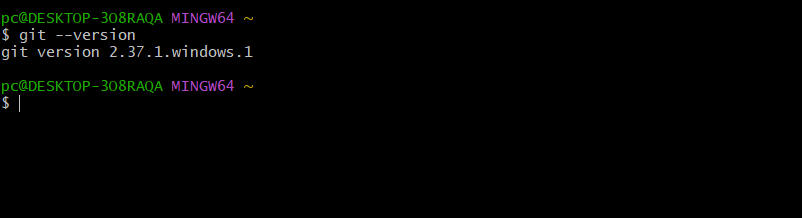 pc@DESKTOP-3O8RAQA MINGW64 ~
$ git --version
git version 2.37.1.windows.1
pc@DESKTOP-3O8RAQA MINGW64 ~
$